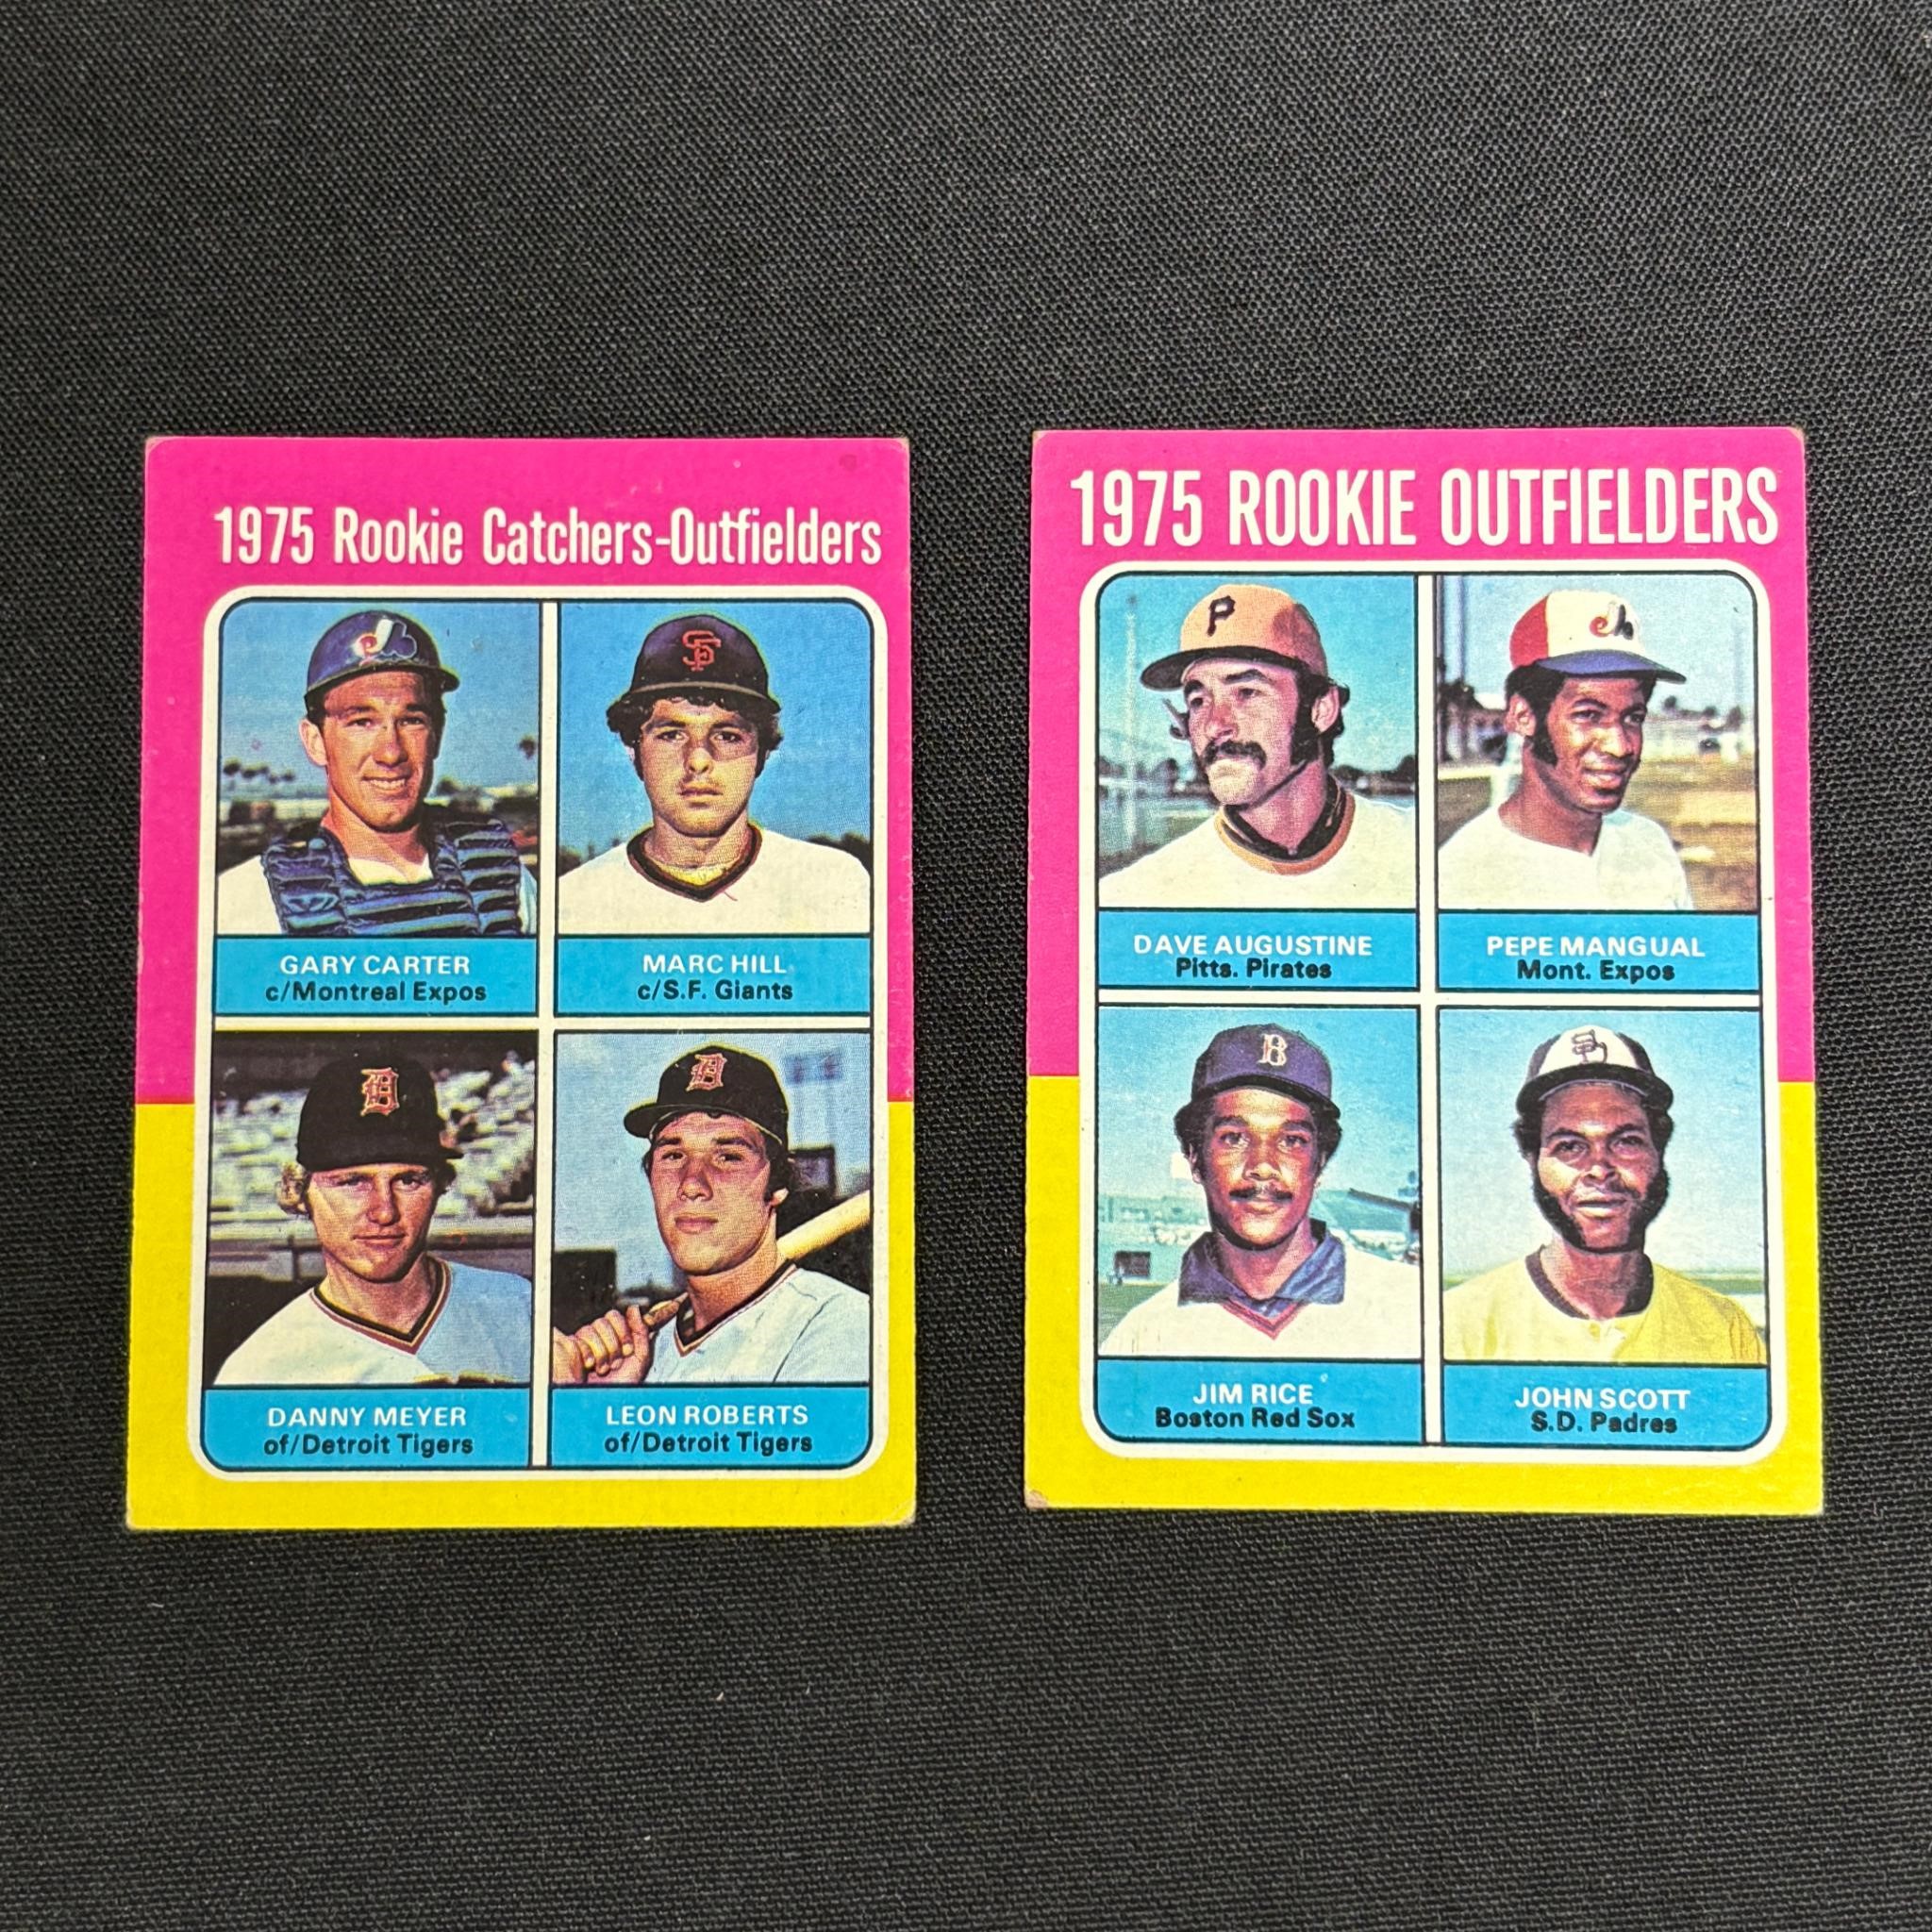 1975 Rookie Catchers-Outfielders
GARY CARTER
c/Montreal Expos
MARC HILL
c/S.F. Giants
DANNY MEYER
of/Detroit Tigers
LEON ROBERTS
of/Detroit Tigers
1975 ROOKIE OUTFIELDERS
P
DAVE AUGUSTINE
Pitts. Pirates
PEPE MANGUAL
Mont. Expos
B
JIM RICE
Boston Red Sox
JOHN SCOTT
S.D. Padres